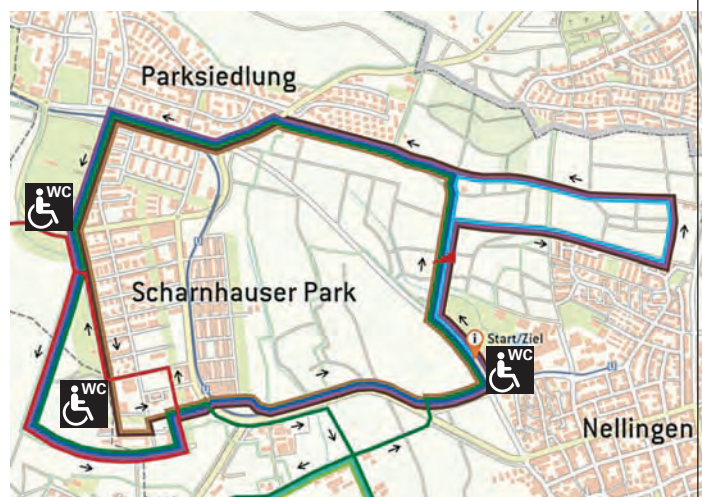 Parksiedlung
WC
Scharnhauser Park
i Start/Ziel
WC
WC
Nellingen